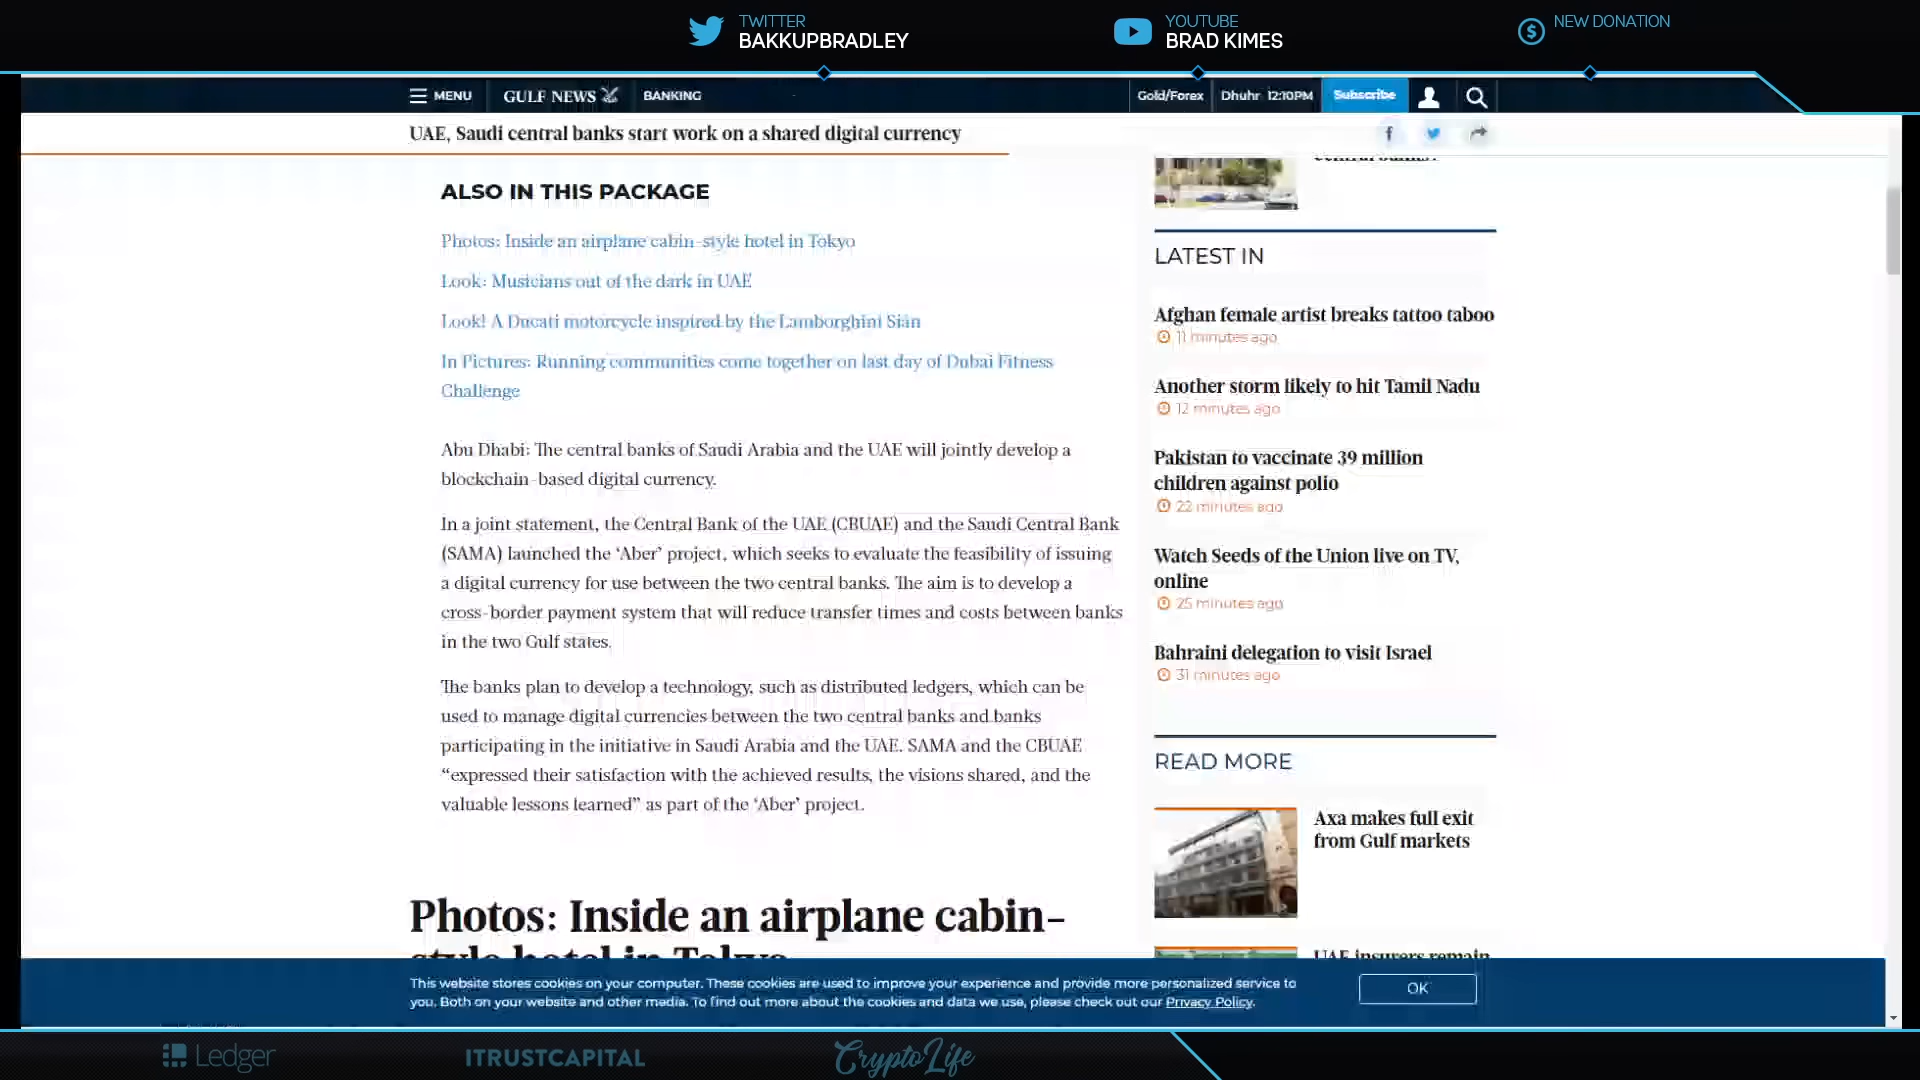 TWITTER
BAKKUPBRADLEY
YOUTUBE
BRAD KIMES
NEW DONATION
MENU
GULF NEWS
BANKING
Gold/Forex
Dhuhr 12:10PM
Subscribe
UAE, Saudi central banks start work on a shared digital currency
ALSO IN THIS PACKAGE
Photos: Inside an airplane cabin-style hotel in Tokyo
Look: Musicians out of the dark in UAE
Look! A Ducati motorcycle inspired by the Lamborghini Sián
In Pictures: Running communities come together on last day of Dubai Fitness
Challenge
Abu Dhabi: The central banks of Saudi Arabia and the UAE will jointly develop a
blockchain-based digital currency.
In a joint statement, the Central Bank of the UAE (CBUAE) and the Saudi Central Bank
(SAMA) launched the ‘Aber’ project, which seeks to evaluate the feasibility of issuing
a digital currency for use between the two central banks. The aim is to develop a
cross-border payment system that will reduce transfer times and costs between banks
in the two Gulf states.
The banks plan to develop a technology, such as distributed ledgers, which can be
used to manage digital currencies between the two central banks and banks
participating in the initiative in Saudi Arabia and the UAE. SAMA and the CBUAE
“expressed their satisfaction with the achieved results, the visions shared, and the
valuable lessons learned” as part of the ‘Aber’ project.
Photos: Inside an airplane cabin-
style hotel in Tokyo
central banks?
LATEST IN
Afghan female artist breaks tattoo taboo
11 minutes ago
Another storm likely to hit Tamil Nadu
12 minutes ago
Pakistan to vaccinate 39 million
children against polio
22 minutes ago
Watch Seeds of the Union live on TV,
online
25 minutes ago
Bahraini delegation to visit Israel
31 minutes ago
READ MORE
Axa makes full exit
from Gulf markets
UAE insurers remain
This website stores cookies on your computer. These cookies are used to improve your experience and provide more personalized service to
you. Both on your website and other media. To find out more about the cookies and data we use, please check out our Privacy Policy.
OK
Ledger
ITRUSTCAPITAL
CryptoLife